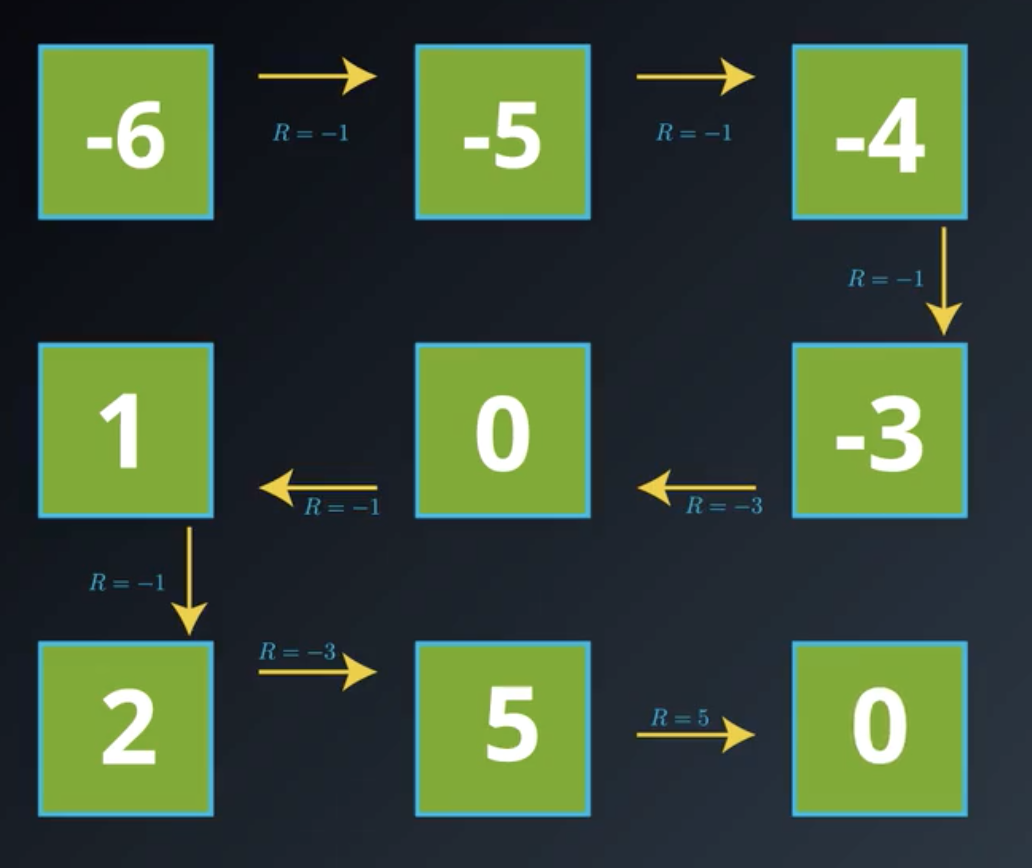 -6 R = −1 -5 R = −1 -4
R = −1
1 R = −1 0 R = −3 -3
R = −1
2 R = −3 5 R = 5 0